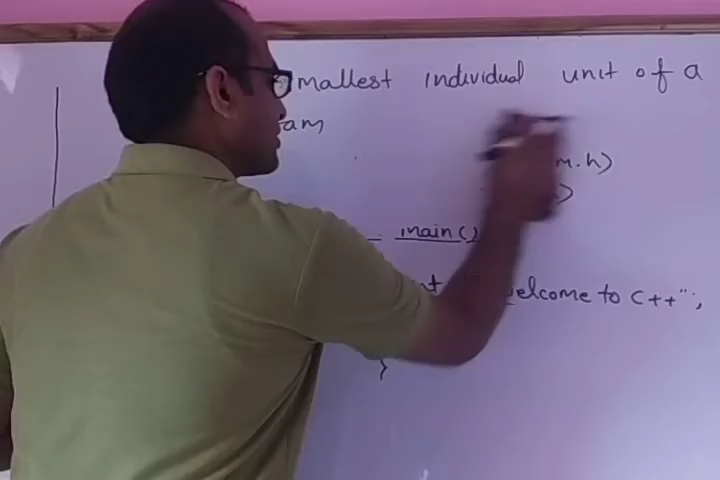 mallest individual unit of a
am
m.h>
>
main()
elcome to C++";
}